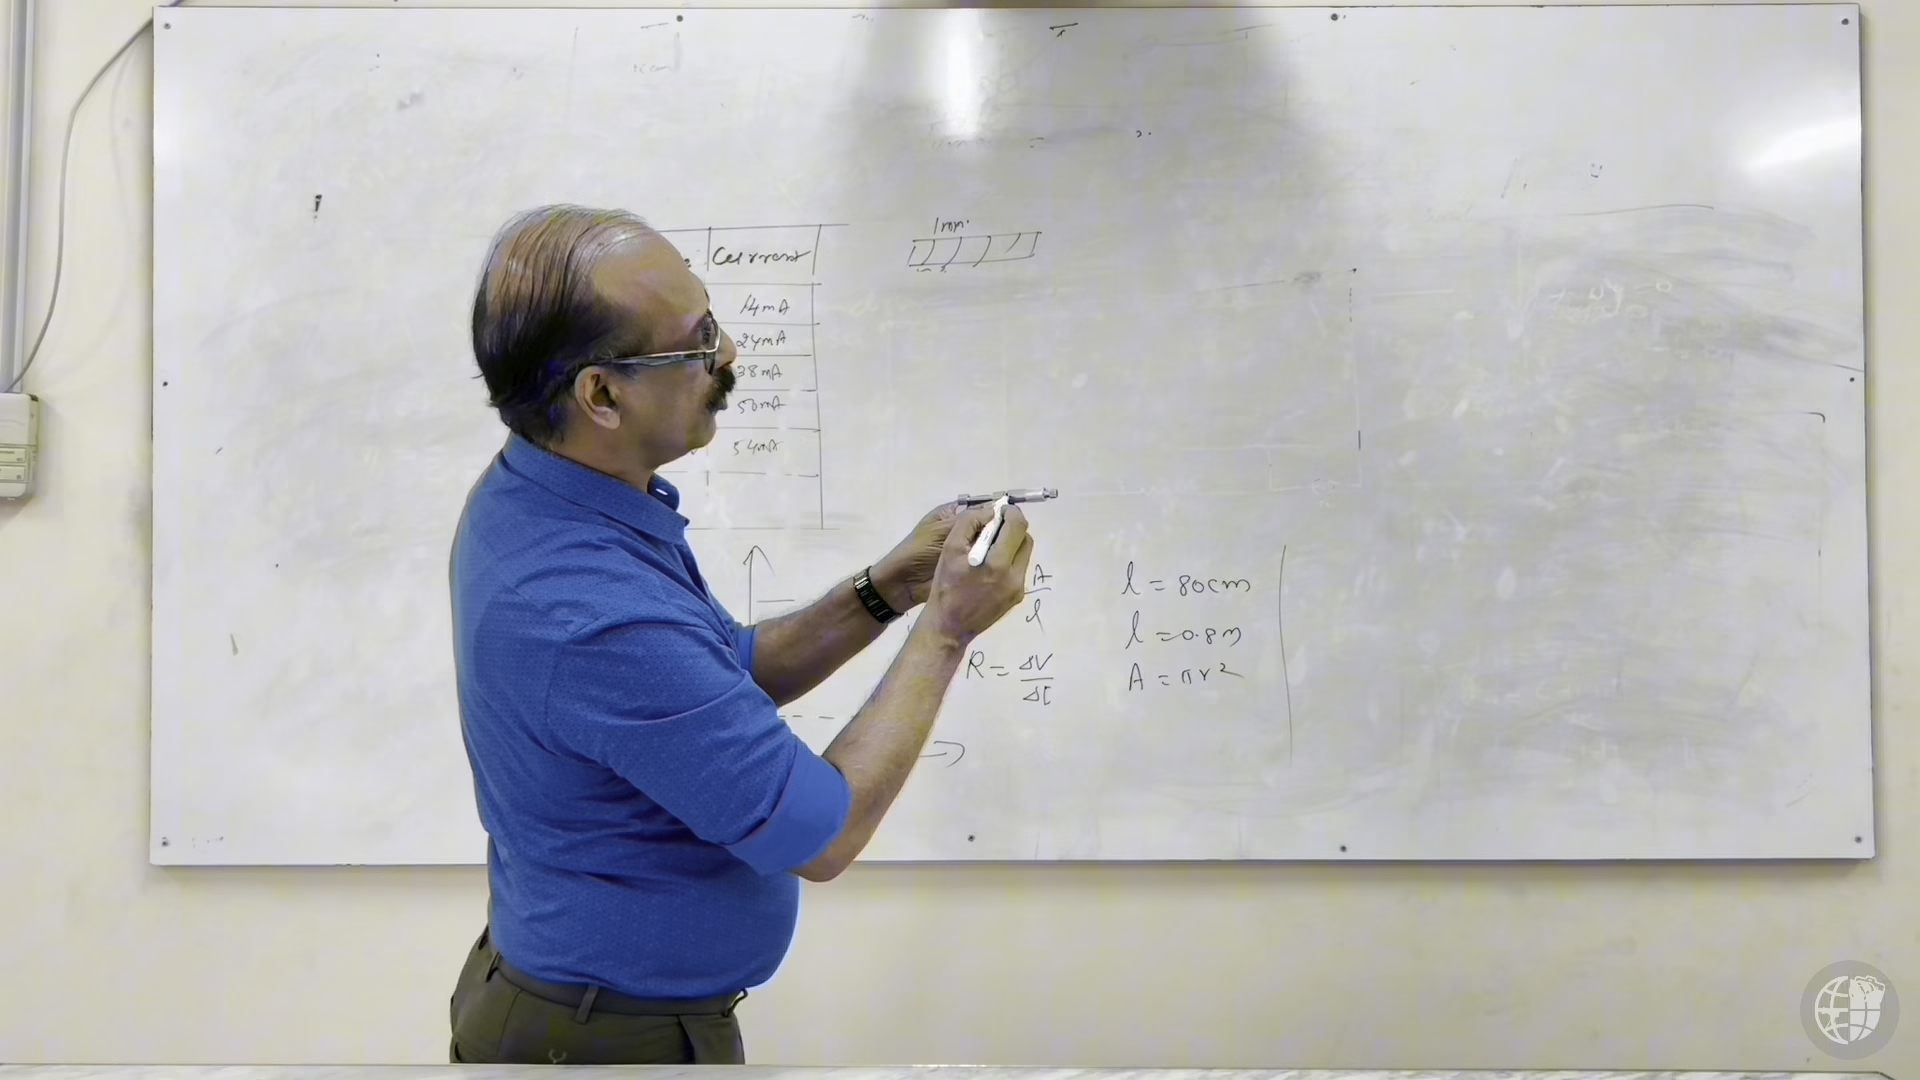 1mm
Current
14mA
24mA
38mA
50mA
54mA
A
l
l = 80cm
l = 0.8m
R = ΔV
ΔI
A = πr²